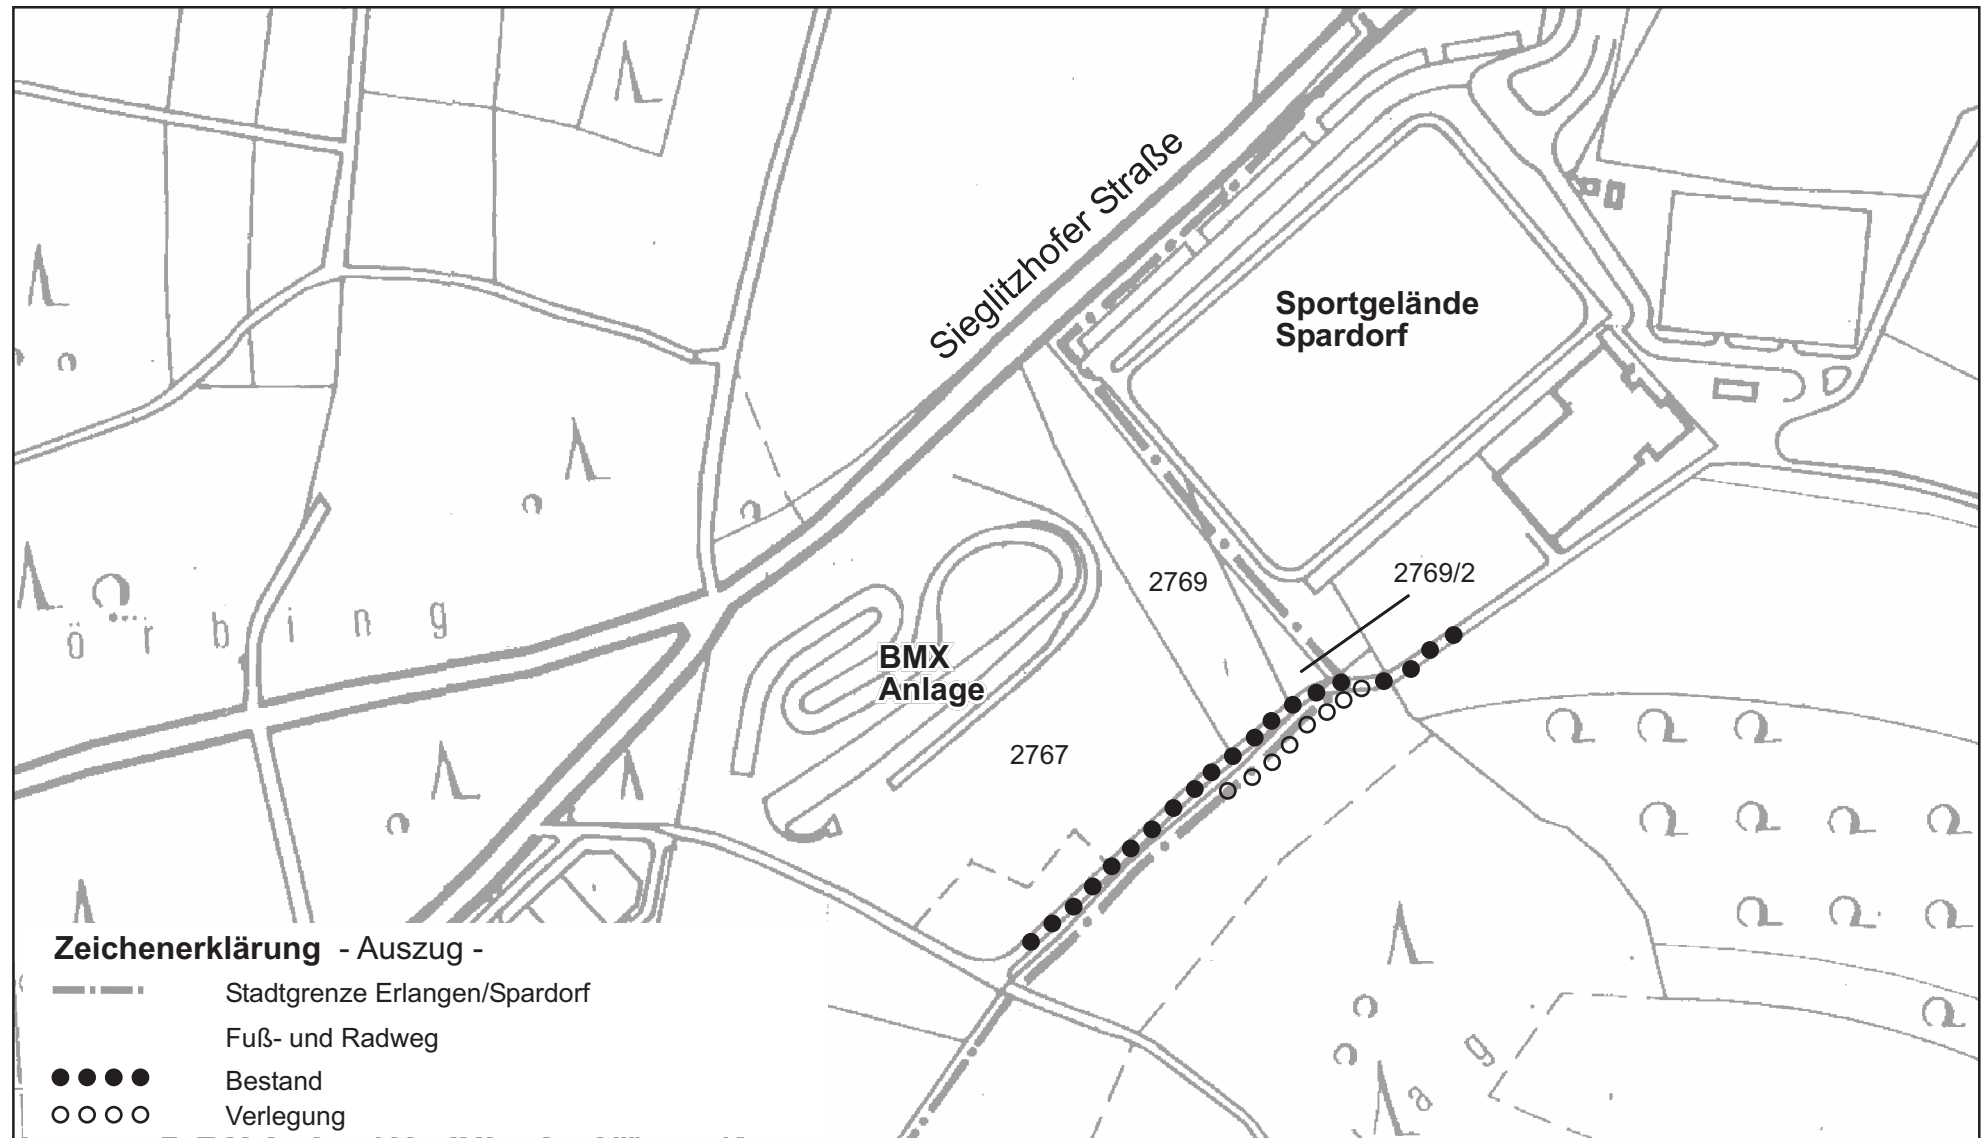 Sieglitzhofer Straße
Sportgelände
Spardorf
2769
2769/2
BMX
Anlage
2767
ö r b i n g
a g
Zeichenerklärung - Auszug -
Stadtgrenze Erlangen/Spardorf
Fuß- und Radweg
Bestand
Verlegung